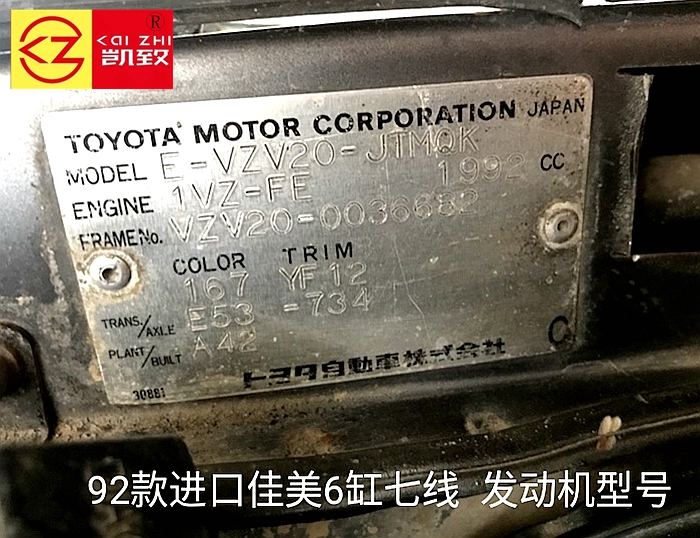 KZ
KAI ZHI ®
凯致
TOYOTA MOTOR CORPORATION JAPAN
MODEL E-VZV20-JTMQK
ENGINE 1VZ-FE 1992 CC
FRAME No. VZV20-0036682
COLOR TRIM
167 YF12
TRANS./AXLE E53 -734
PLANT/BUILT A42
C
トヨタ自動車株式会社
30881
92款进口佳美6缸七线 发动机型号